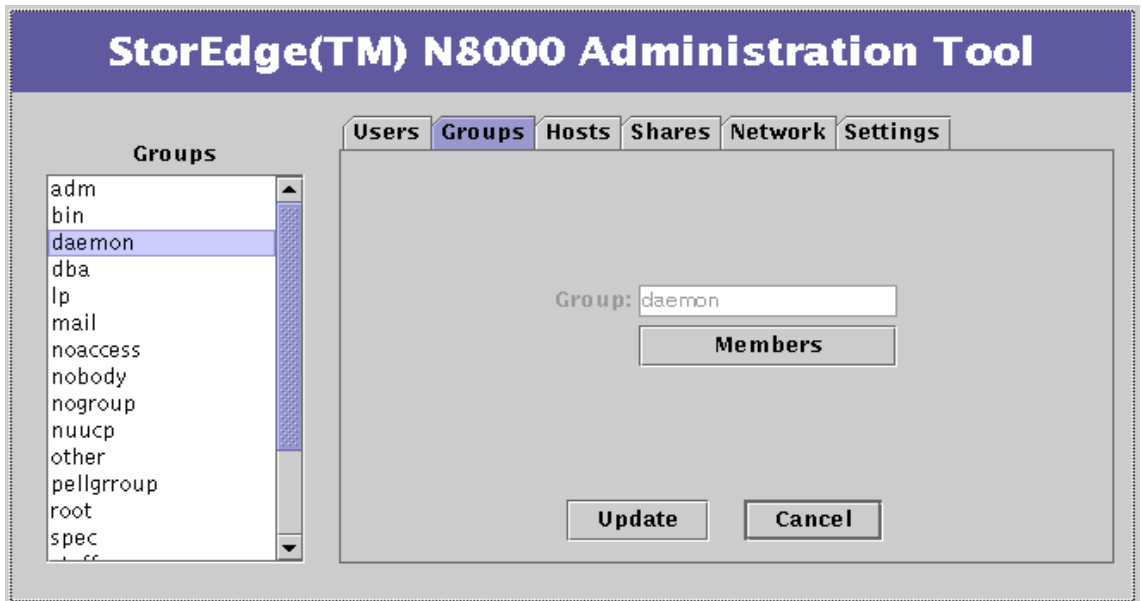 StorEdge(TM) N8000 Administration Tool
Users Groups Hosts Shares Network Settings
Groups
adm
bin
daemon
dba
lp
mail
noaccess
nobody
nogroup
nuucp
other
pellgrroup
root
spec
Group: daemon
Members
Update Cancel